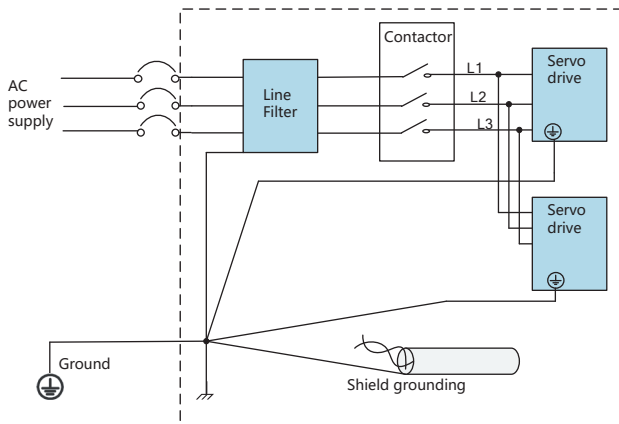 Contactor
AC
power
supply
Line
Filter
L1
L2
L3
Servo
drive
Servo
drive
Ground
Shield grounding